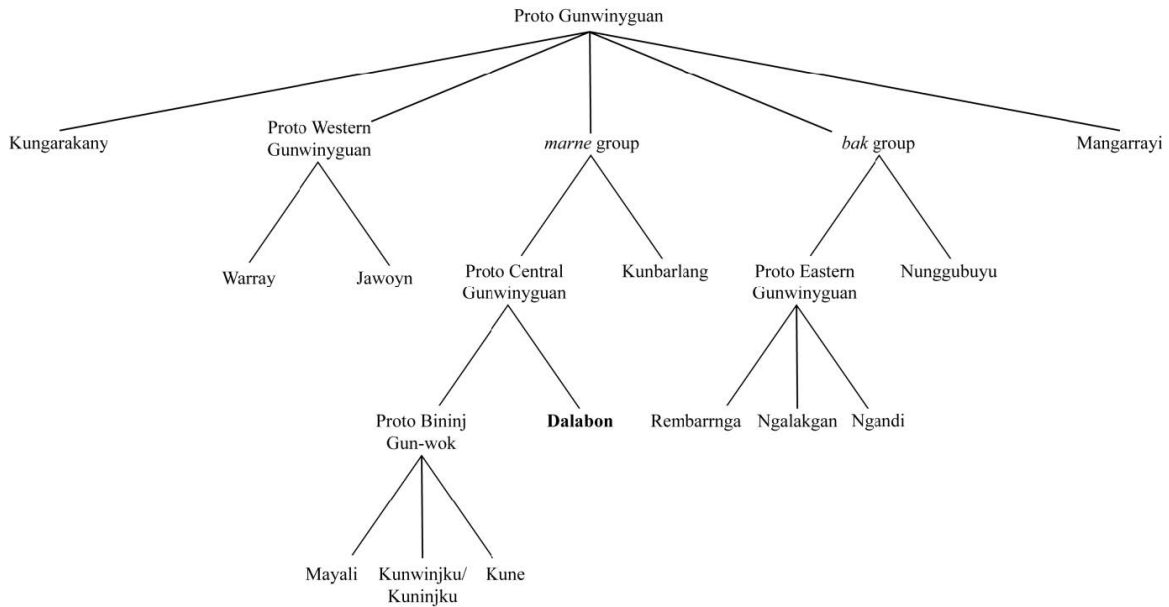 Proto Gunwinyguan
Kungarakany
Proto Western
Gunwinyguan
marne group
bak group
Mangarrayi
Warray
Jawoyn
Proto Central
Gunwinyguan
Kunbarlang
Proto Eastern
Gunwinyguan
Nunggubuyu
Proto Bininj
Gun-wok
Dalabon
Rembarrnga
Ngalakgan
Ngandi
Mayali
Kunwinjku/
Kuninjku
Kune